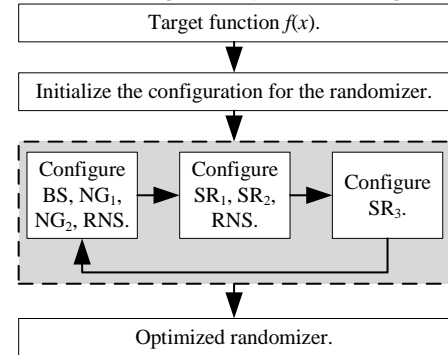 Target function f(x).
Initialize the configuration for the randomizer.
Configure
BS, NG₁,
NG₂, RNS.
Configure
SR₁, SR₂,
RNS.
Configure
SR₃.
Optimized randomizer.